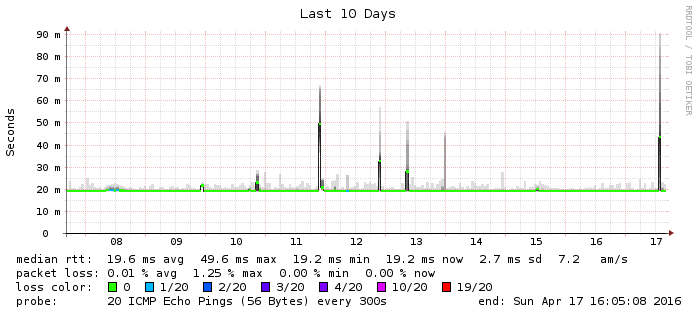 Last 10 Days
RRDTOOL / TOBI OETIKER
Seconds
90 m
80 m
70 m
60 m
50 m
40 m
30 m
20 m
10 m
0
08 09 10 11 12 13 14 15 16 17
median rtt: 19.6 ms avg 49.6 ms max 19.2 ms min 19.2 ms now 2.7 ms sd 7.2 am/s
packet loss: 0.01 % avg 1.25 % max 0.00 % min 0.00 % now
loss color: 0 1/20 2/20 3/20 4/20 10/20 19/20
probe: 20 ICMP Echo Pings (56 Bytes) every 300s end: Sun Apr 17 16:05:08 2016